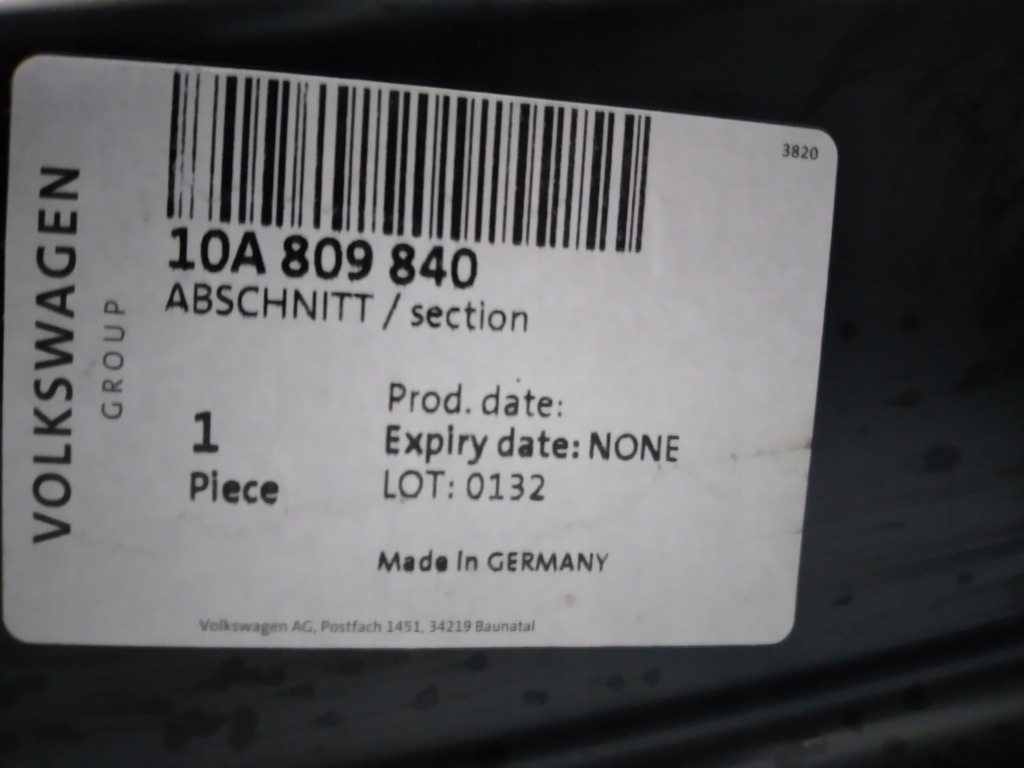 VOLKSWAGEN
GROUP
3820
10A 809 840
ABSCHNITT / section
1
Piece
Prod. date:
Expiry date: NONE
LOT: 0132
Made In GERMANY
Volkswagen AG, Postfach 1451, 34219 Baunatal